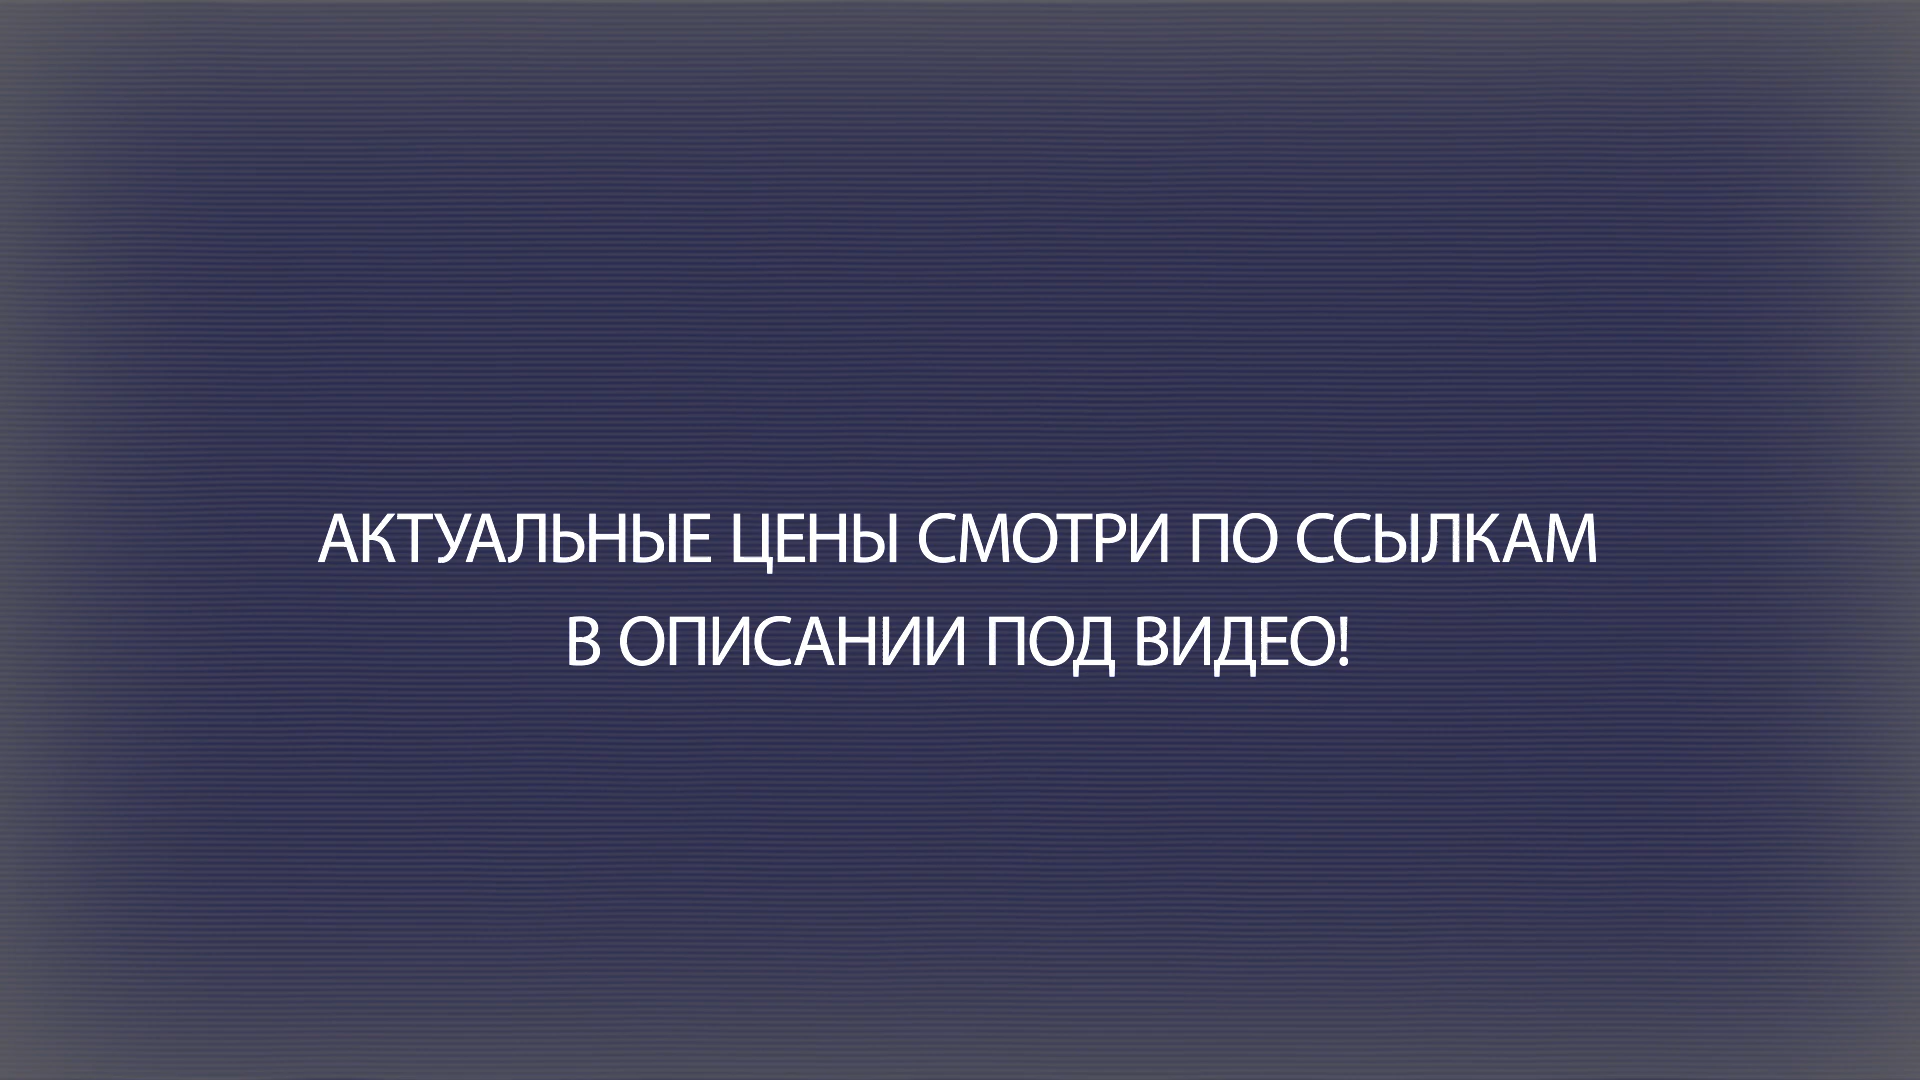 АКТУАЛЬНЫЕ ЦЕНЫ СМОТРИ ПО ССЫЛКАМ
В ОПИСАНИИ ПОД ВИДЕО!